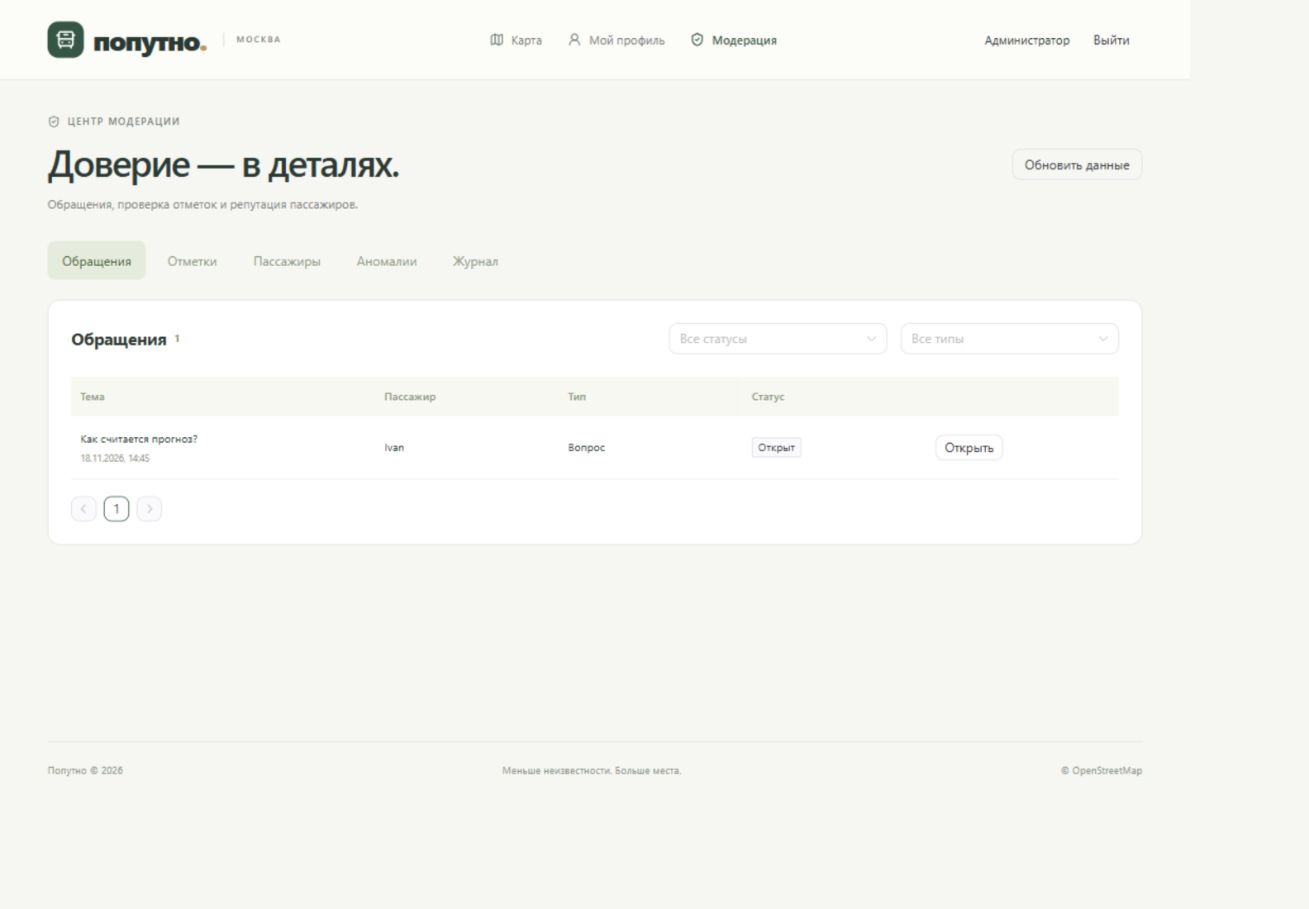 попутно. МОСКВА Карта Мой профиль Модерация Администратор Выйти
ЦЕНТР МОДЕРАЦИИ
Доверие — в деталях.
Обновить данные
Обращения, проверка отметок и репутация пассажиров.
Обращения Отметки Пассажиры Аномалии Журнал
Обращения 1 Все статусы Все типы
Тема Пассажир Тип Статус
Как считается прогноз?
18.11.2026, 14:45
Ivan Вопрос Открыт Открыть
1
Попутно © 2026 Меньше неизвестности. Больше места. © OpenStreetMap